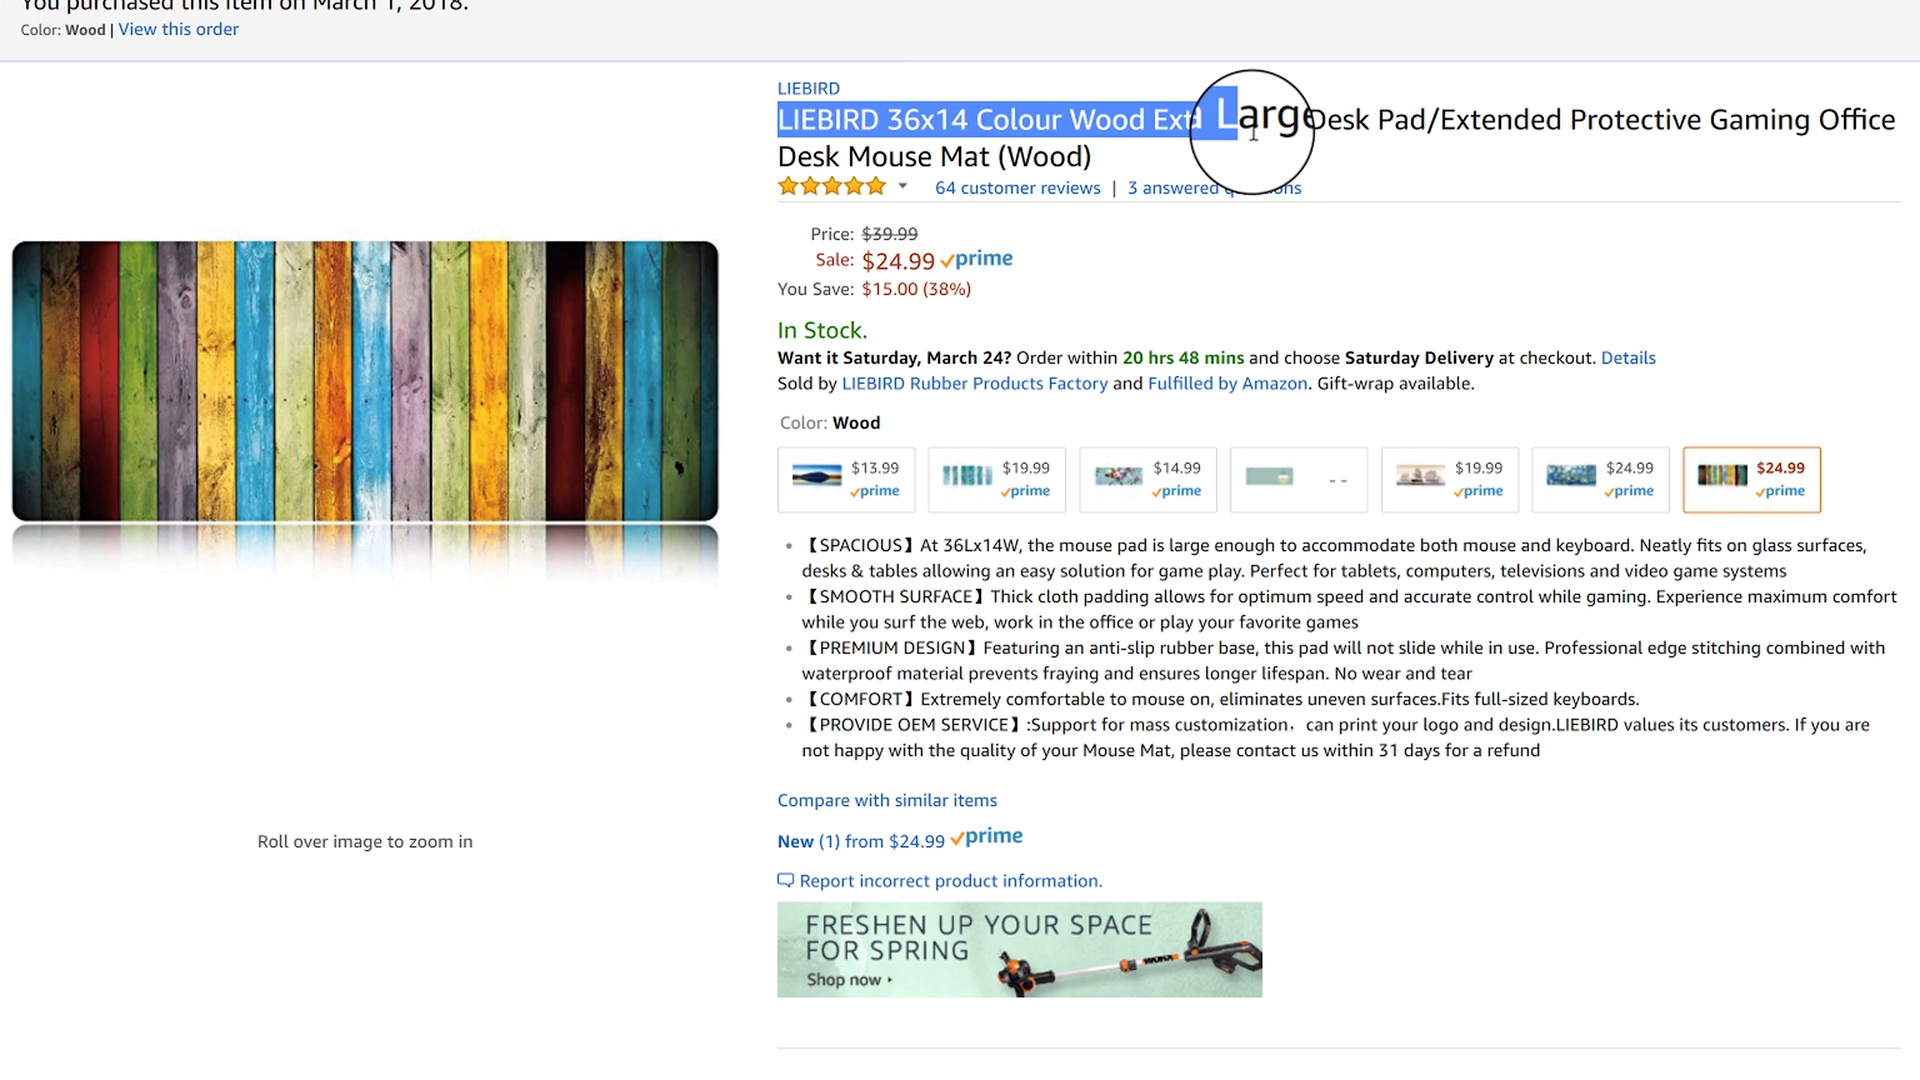 You purchased this item on March 1, 2018.
Color: Wood | View this order
LIEBIRD
LIEBIRD 36x14 Colour Wood Large Desk Pad/Extended Protective Gaming Office
Desk Mouse Mat (Wood)
64 customer reviews | 3 answered
Price: $39.99
Sale: $24.99 prime
You Save: $15.00 (38%)
In Stock.
Want it Saturday, March 24? Order within 20 hrs 48 mins and choose Saturday Delivery at checkout. Details
Sold by LIEBIRD Rubber Products Factory and Fulfilled by Amazon. Gift-wrap available.
Color: Wood
$13.99 $19.99 $14.99 - - $19.99 $24.99 $24.99
prime prime prime prime prime prime
• 【SPACIOUS】At 36Lx14W, the mouse pad is large enough to accommodate both mouse and keyboard. Neatly fits on glass surfaces,
desks & tables allowing an easy solution for game play. Perfect for tablets, computers, televisions and video game systems
• 【SMOOTH SURFACE】Thick cloth padding allows for optimum speed and accurate control while gaming. Experience maximum comfort
while you surf the web, work in the office or play your favorite games
• 【PREMIUM DESIGN】Featuring an anti-slip rubber base, this pad will not slide while in use. Professional edge stitching combined with
waterproof material prevents fraying and ensures longer lifespan. No wear and tear
• 【COMFORT】Extremely comfortable to mouse on, eliminates uneven surfaces.Fits full-sized keyboards.
• 【PROVIDE OEM SERVICE】:Support for mass customization，can print your logo and design.LIEBIRD values its customers. If you are
not happy with the quality of your Mouse Mat, please contact us within 31 days for a refund
Compare with similar items
New (1) from $24.99 prime
Report incorrect product information.
FRESHEN UP YOUR SPACE
FOR SPRING
Shop now
WORX
Roll over image to zoom in